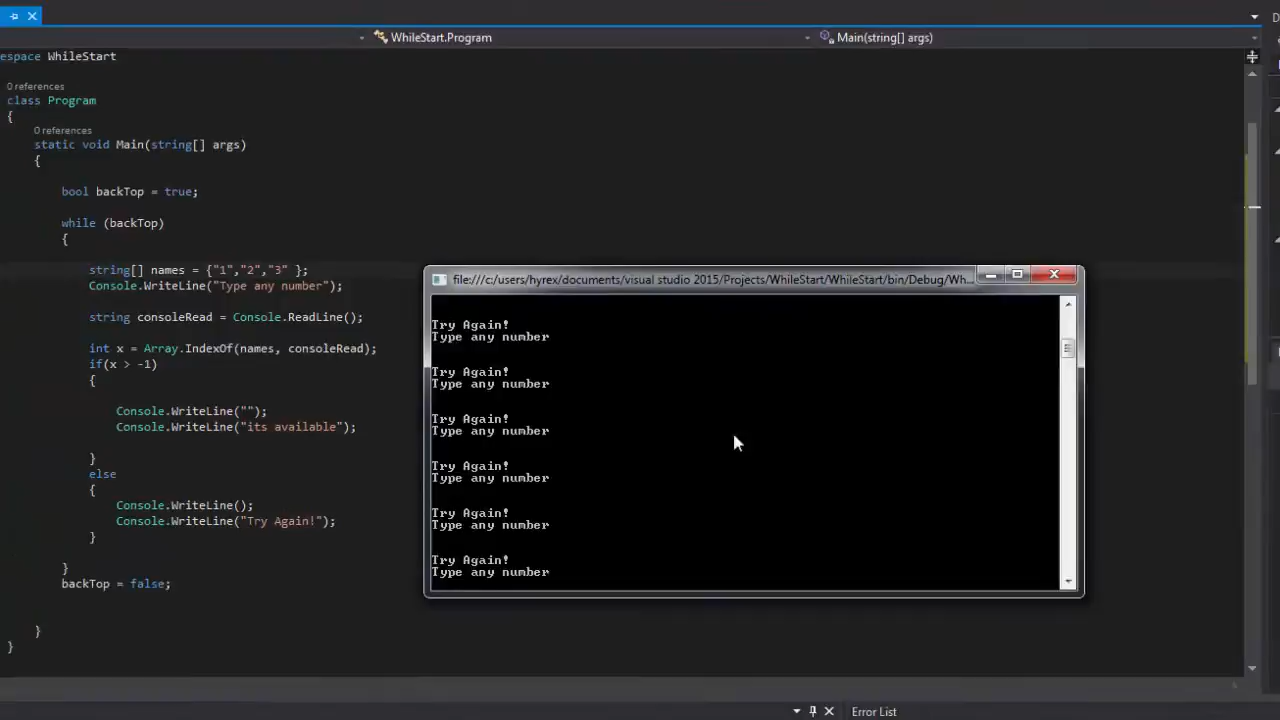 WhileStart.Program
Main(string[] args)
espace WhileStart
0 references
class Program
{
0 references
static void Main(string[] args)
{
bool backTop = true;
while (backTop)
{
string[] names = {"1","2","3" };
Console.WriteLine("Type any number");
string consoleRead = Console.ReadLine();
int x = Array.IndexOf(names, consoleRead);
if(x > -1)
{
Console.WriteLine("");
Console.WriteLine("its available");
}
else
{
Console.WriteLine();
Console.WriteLine("Try Again!");
}
}
backTop = false;
}
}
file:///c:/users/hyrex/documents/visual studio 2015/Projects/WhileStart/WhileStart/bin/Debug/Wh...
Try Again!
Type any number
Try Again!
Type any number
Try Again!
Type any number
Try Again!
Type any number
Try Again!
Type any number
Try Again!
Type any number
Error List